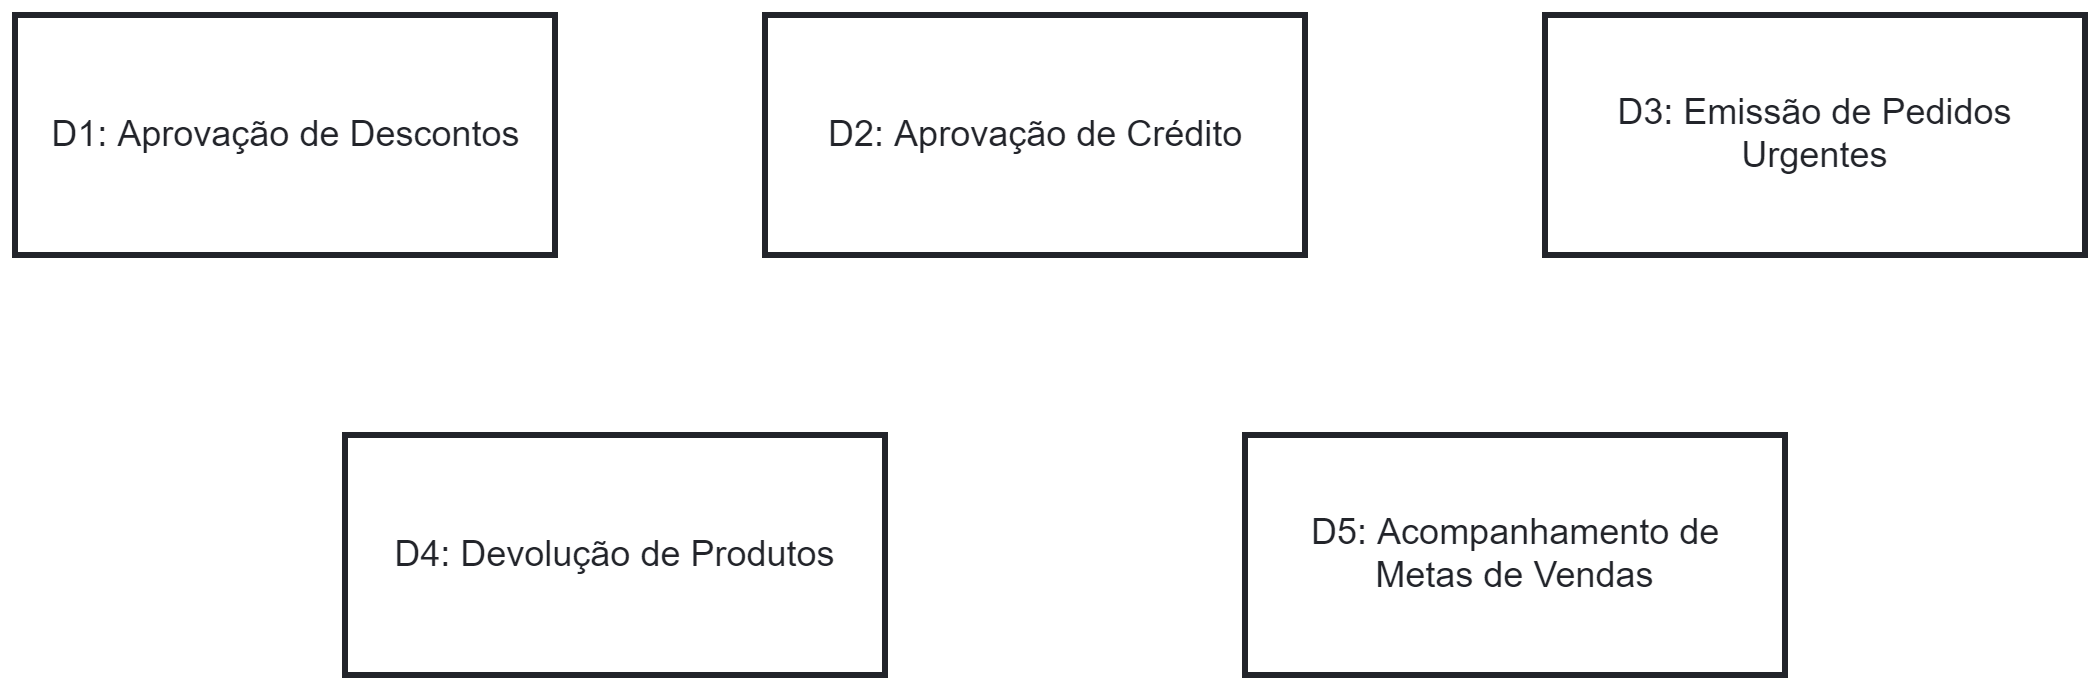 D1: Aprovação de Descontos
D2: Aprovação de Crédito
D3: Emissão de Pedidos
Urgentes
D4: Devolução de Produtos
D5: Acompanhamento de
Metas de Vendas